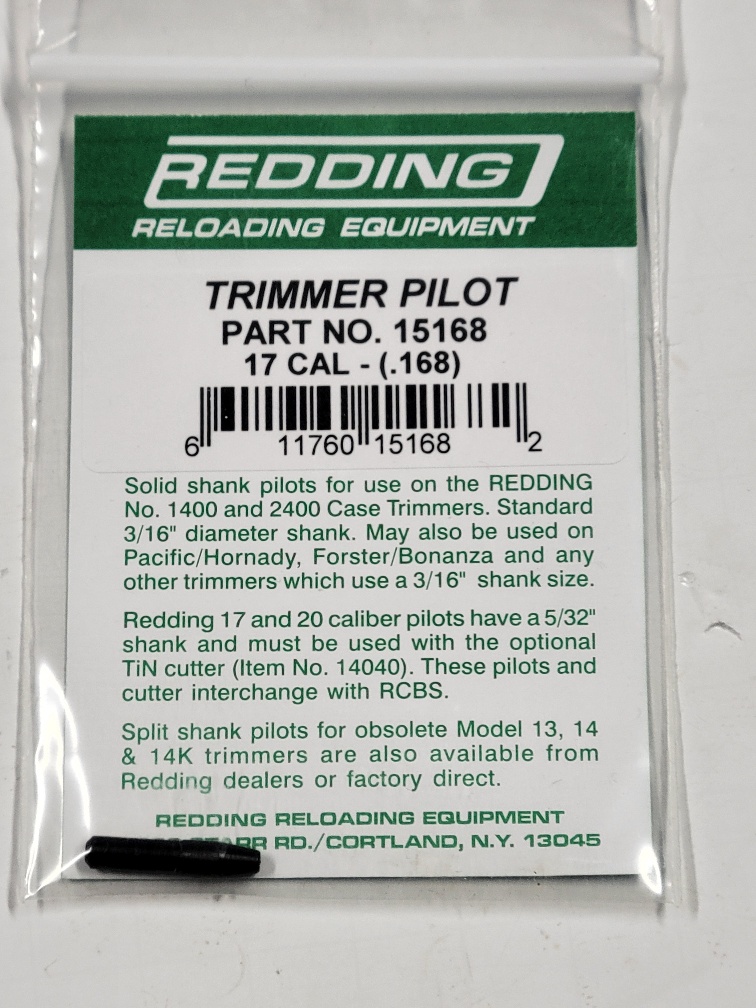 REDDING
RELOADING EQUIPMENT
TRIMMER PILOT
PART NO. 15168
17 CAL - (.168)
6 11760 15168 2
Solid shank pilots for use on the REDDING
No. 1400 and 2400 Case Trimmers. Standard
3/16" diameter shank. May also be used on
Pacific/Hornady, Forster/Bonanza and any
other trimmers which use a 3/16" shank size.
Redding 17 and 20 caliber pilots have a 5/32"
shank and must be used with the optional
TiN cutter (Item No. 14040). These pilots and
cutter interchange with RCBS.
Split shank pilots for obsolete Model 13, 14
& 14K trimmers are also available from
Redding dealers or factory direct.
REDDING RELOADING EQUIPMENT
RD./CORTLAND, N.Y. 13045